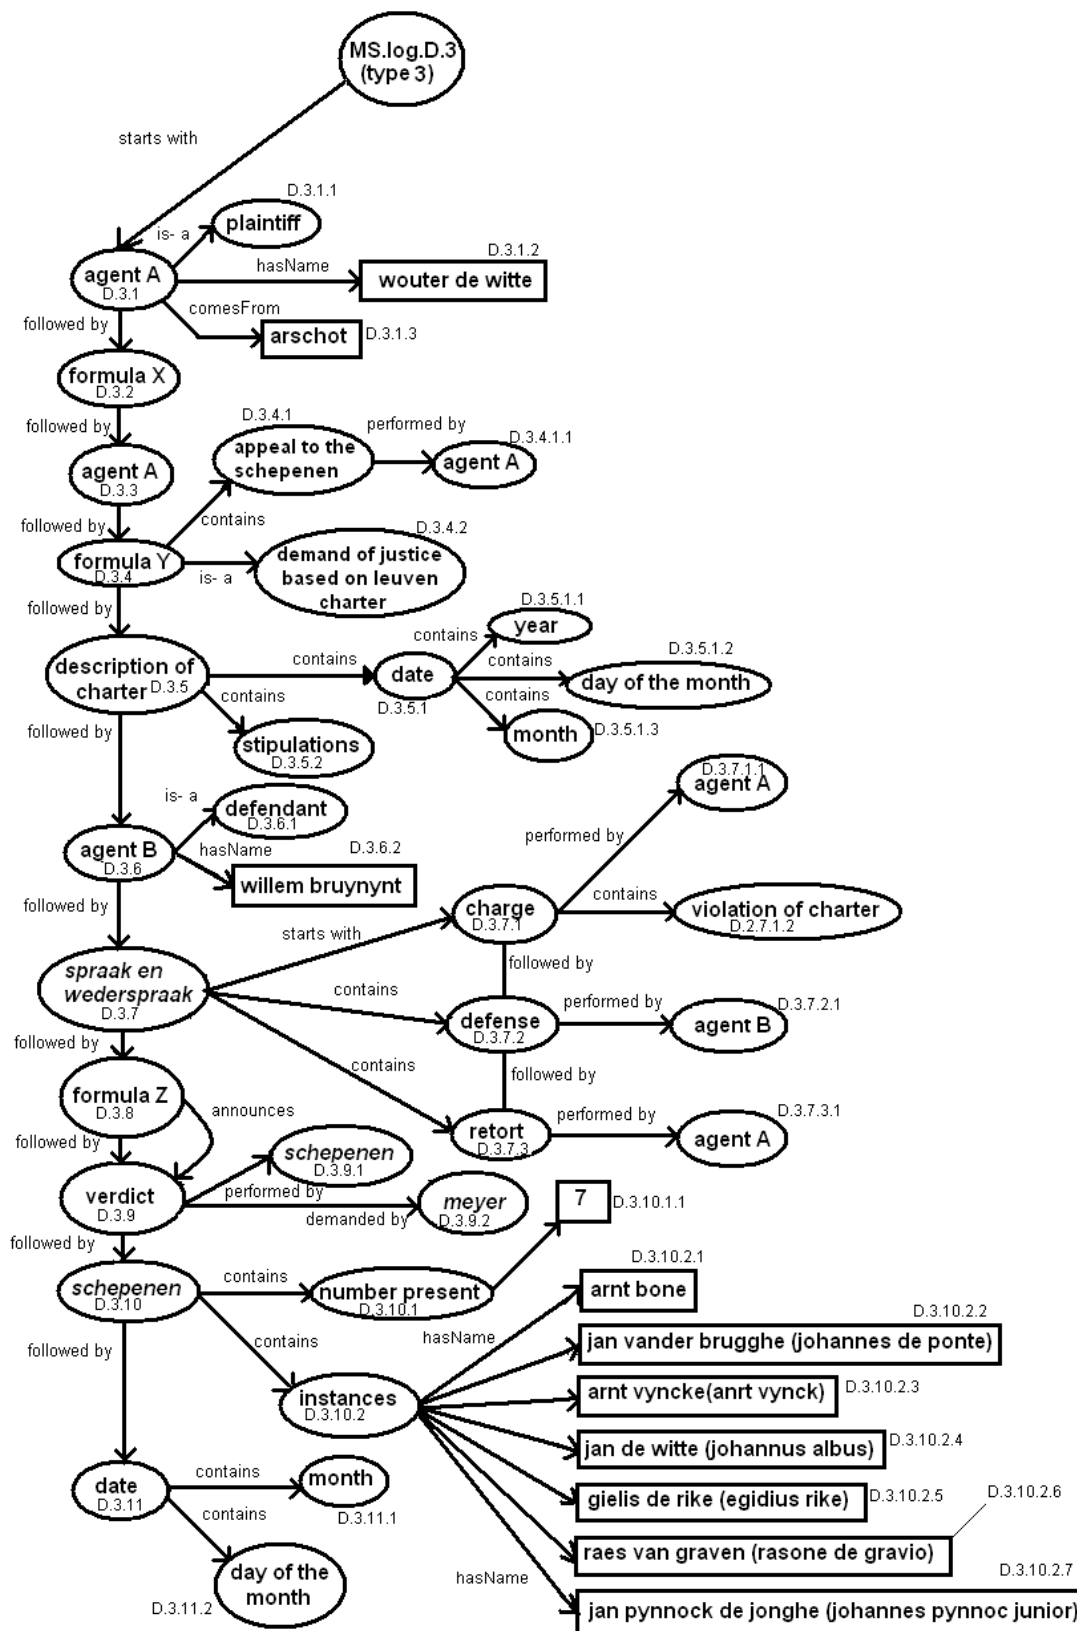 MS.log.D.3
(type 3)
starts with
D.3.1.1
plaintiff
is- a
D.3.1.2
hasName
wouter de witte
agent A
D.3.1
comesFrom
arschot
D.3.1.3
followed by
formula X
D.3.2
followed by
D.3.4.1
performed by
appeal to the
schepenen
D.3.4.1.1
agent A
agent A
D.3.3
followed by
contains
D.3.4.2
formula Y
D.3.4
is- a
demand of justice
based on leuven
charter
followed by
D.3.5.1.1
year
contains
D.3.5.1.2
description of
charter D.3.5
contains
date
D.3.5.1
contains
day of the month
contains
contains
month
D.3.5.1.3
followed by
stipulations
D.3.5.2
D.3.7.1.1
agent A
is- a
defendant
D.3.6.1
performed by
agent B
D.3.6
hasName
D.3.6.2
willem bruynynt
followed by
charge
D.3.7.1
contains
violation of charter
D.2.7.1.2
starts with
followed by
spraak en
wederspraak
D.3.7
contains
defense
D.3.7.2
performed by
D.3.7.2.1
agent B
followed by
contains
followed by
formula Z
D.3.8
announces
retort
D.3.7.3
performed by
D.3.7.3.1
agent A
followed by
schepenen
D.3.9.1
verdict
D.3.9
performed by
demanded by
meyer
D.3.9.2
7
D.3.10.1.1
followed by
schepenen
D.3.10
contains
number present
D.3.10.1
D.3.10.2.1
arnt bone
hasName
D.3.10.2.2
jan vander brugghe (johannes de ponte)
followed by
contains
instances
D.3.10.2
arnt vyncke(anrt vynck)
D.3.10.2.3
jan de witte (johannus albus)
D.3.10.2.4
date
D.3.11
contains
month
D.3.11.1
gielis de rike (egidius rike)
D.3.10.2.5
D.3.10.2.6
contains
raes van graven (rasone de gravio)
day of the
month
D.3.11.2
hasName
D.3.10.2.7
jan pynnock de jonghe (johannes pynnoc junior)